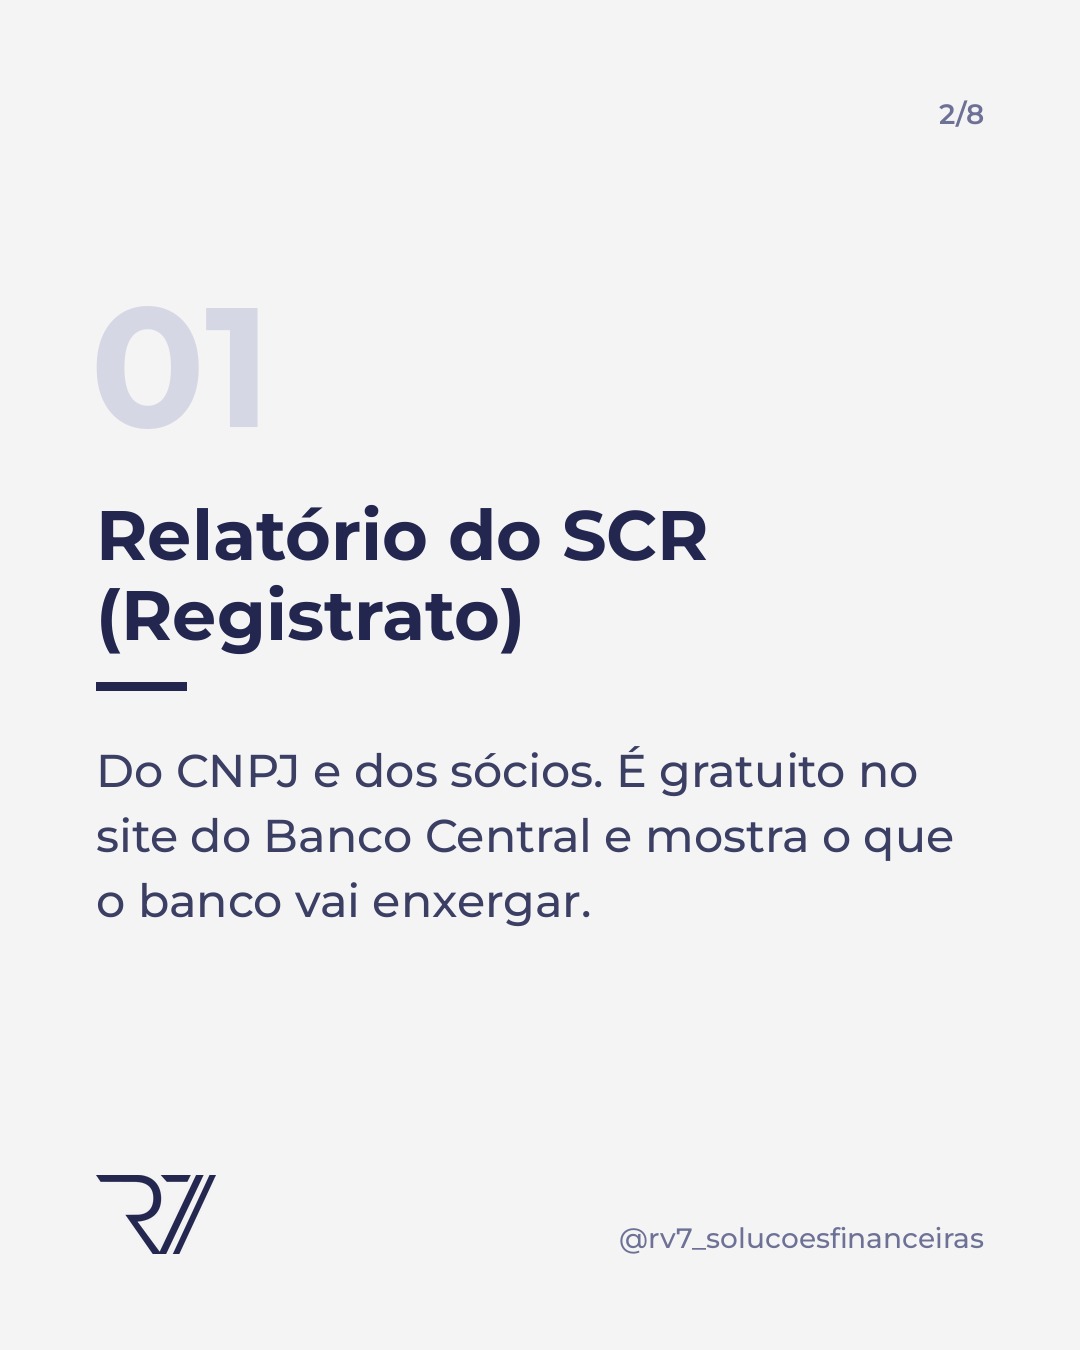 2/8
01
Relatório do SCR
(Registrato)
Do CNPJ e dos sócios. É gratuito no
site do Banco Central e mostra o que
o banco vai enxergar.
RV7
@rv7_solucoesfinanceiras